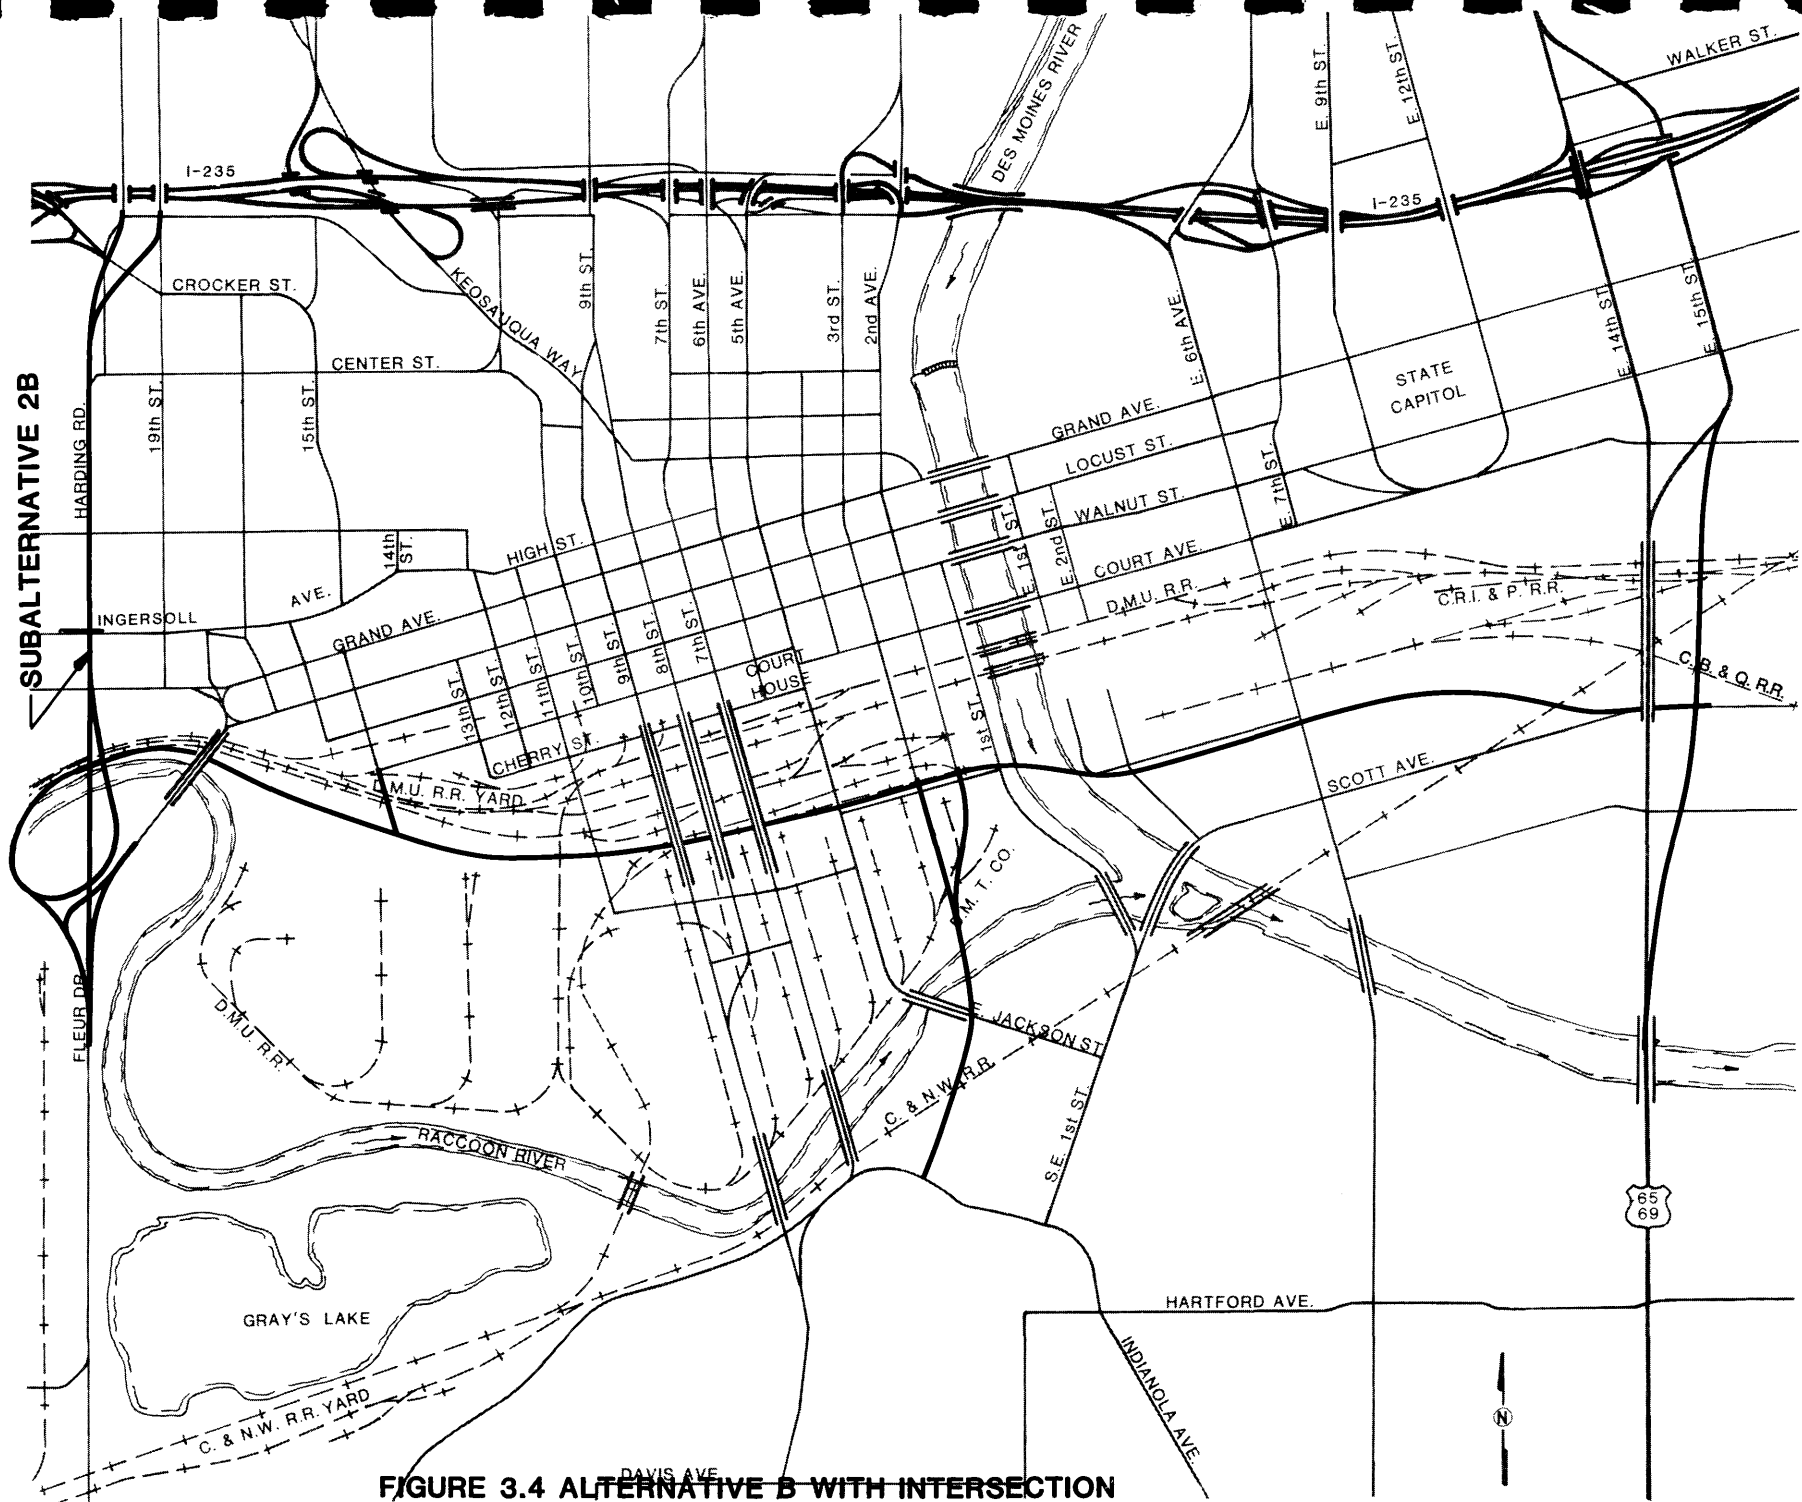 WALKER ST.
DES MOINES RIVER
E. 9th ST.
E. 12th ST.
I-235
I-235
CROCKER ST.
KEOSAUQUA WAY
9th ST.
7th ST.
6th AVE.
5th AVE.
3rd ST.
2nd AVE.
E. 6th AVE.
E. 14th ST.
E. 15th ST.
CENTER ST.
STATE
CAPITOL
SUBALTERNATIVE 2B
HARDING RD.
19th ST.
15th ST.
GRAND AVE.
LOCUST ST.
WALNUT ST.
COURT AVE.
E. 7th ST.
E. 1st ST.
E. 2nd ST.
14th
ST.
HIGH ST.
D.M.U. R.R.
C.R.I. & P. R.R.
INGERSOLL
AVE.
GRAND AVE.
13th ST.
12th ST.
11th ST.
10th ST.
9th ST.
8th ST.
7th ST.
COURT
HOUSE
C. B. & Q. R.R.
1st ST.
CHERRY ST.
D.M.U. R.R. YARD
SCOTT AVE.
D.M.T. CO.
FLEUR DR.
D.M.U. R.R.
E. JACKSON ST.
C. & N.W. R.R.
S.E. 1st ST.
RACCOON RIVER
65
69
GRAY'S LAKE
HARTFORD AVE.
INDIANOLA AVE.
C. & N.W. R.R. YARD
N
DAVIS AVE
FIGURE 3.4 ALTERNATIVE B WITH INTERSECTION